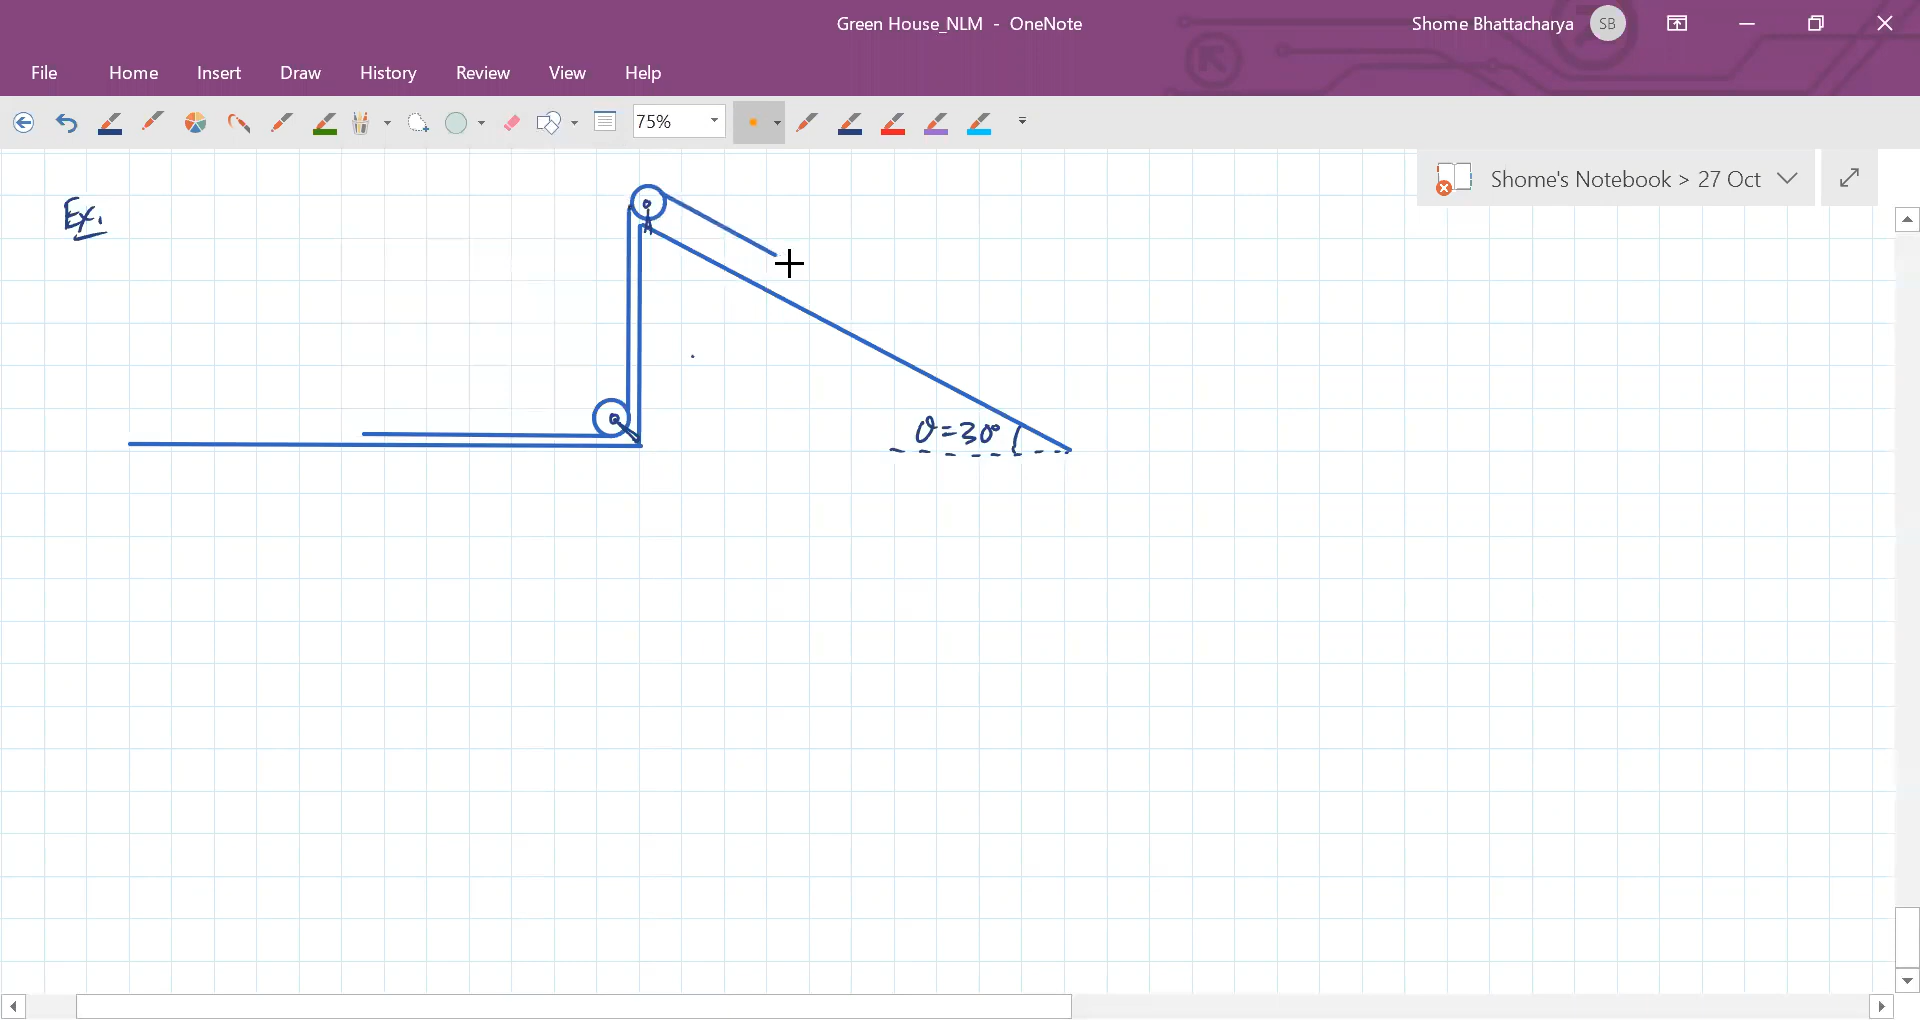 Green House_NLM - OneNote
Shome Bhattacharya SB
File Home Insert Draw History Review View Help
75%
Shome's Notebook > 27 Oct
Ex.
θ=30°